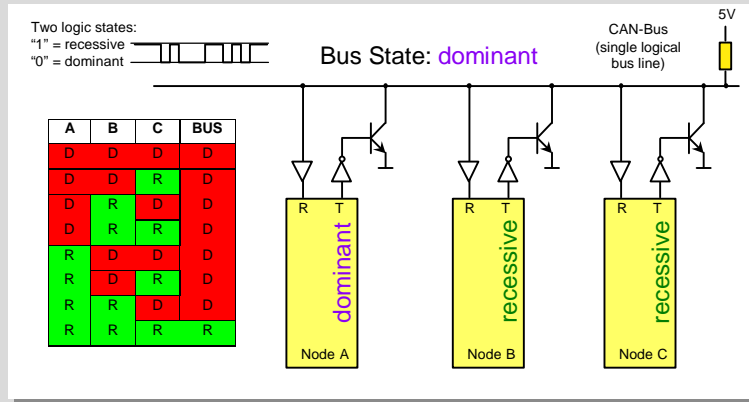 Two logic states:
“1” = recessive
“0” = dominant
Bus State: dominant
CAN-Bus
(single logical
bus line)
5V
A B C BUS
D D D D
D D R D
D R D D
D R R D
R D D D
R D R D
R R D D
R R R R
R T
dominant
Node A
R T
recessive
Node B
R T
recessive
Node C